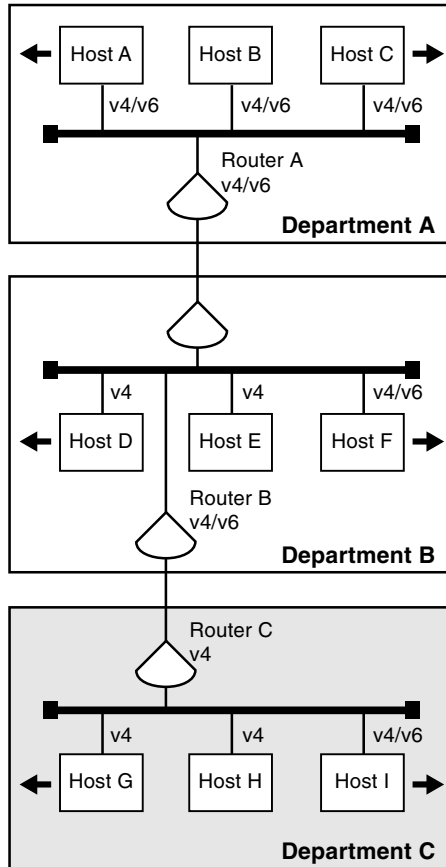 Host A Host B Host C
v4/v6 v4/v6 v4/v6
Router A
v4/v6
Department A
v4 v4 v4/v6
Host D Host E Host F
Router B
v4/v6
Department B
Router C
v4
v4 v4 v4/v6
Host G Host H Host I
Department C